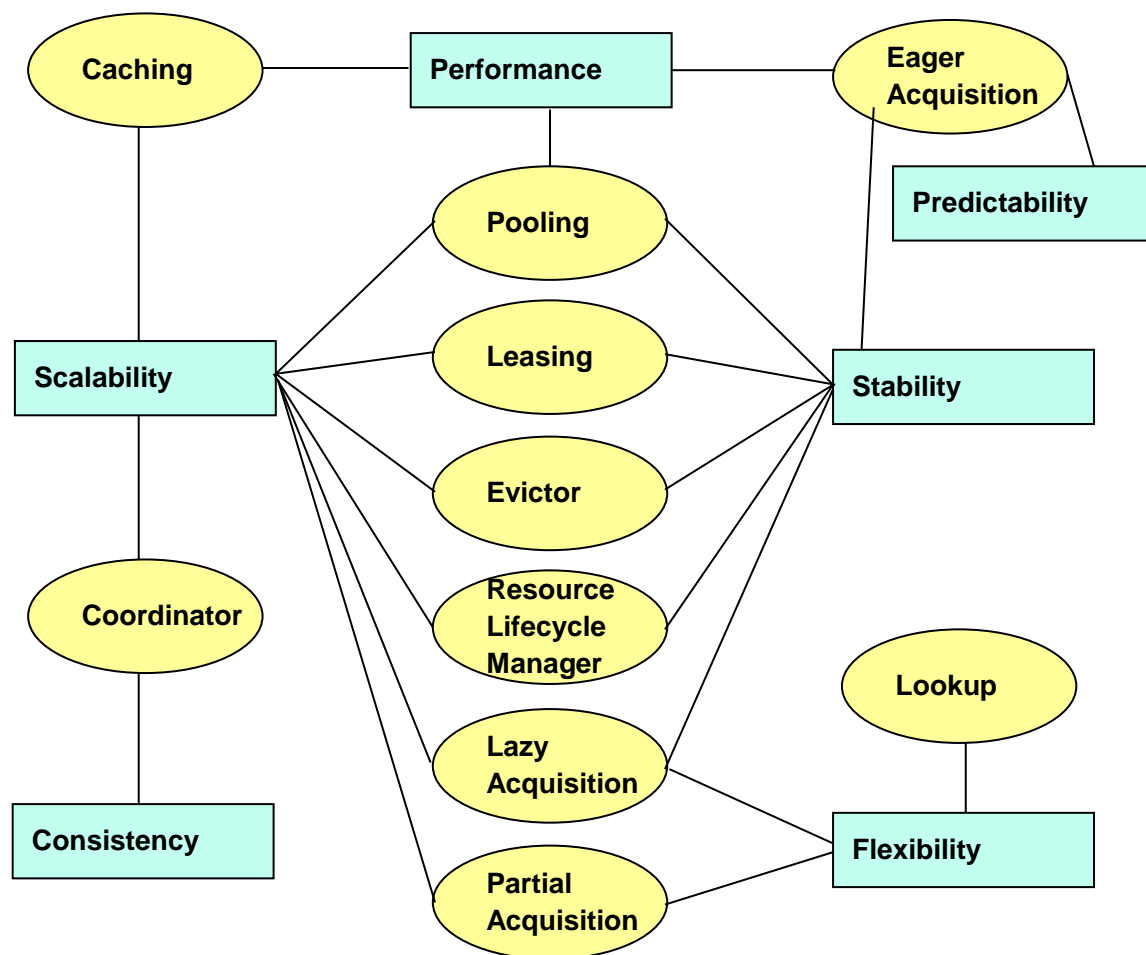 Caching
Performance
Eager
Acquisition
Predictability
Pooling
Scalability
Leasing
Stability
Evictor
Coordinator
Resource
Lifecycle
Manager
Lookup
Lazy
Acquisition
Consistency
Flexibility
Partial
Acquisition